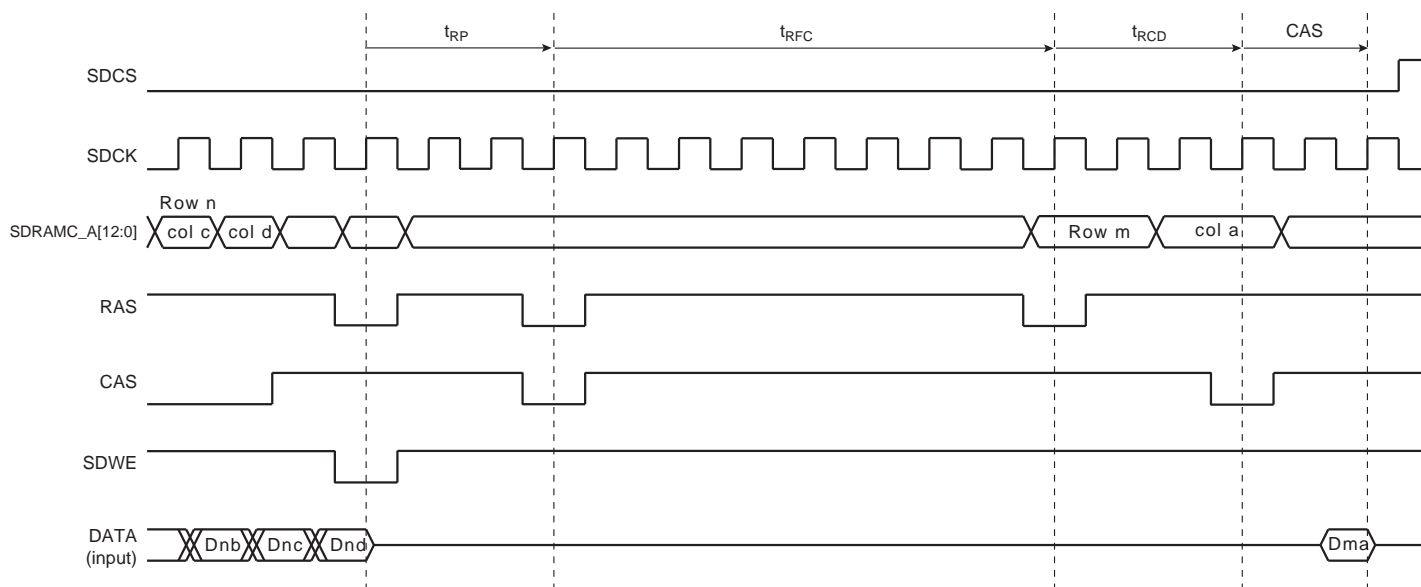 tRP tRFC tRCD CAS
SDCS
SDCK
Row n
SDRAMC_A[12:0] col c col d Row m col a
RAS
CAS
SDWE
DATA (input) Dnb Dnc Dnd Dma